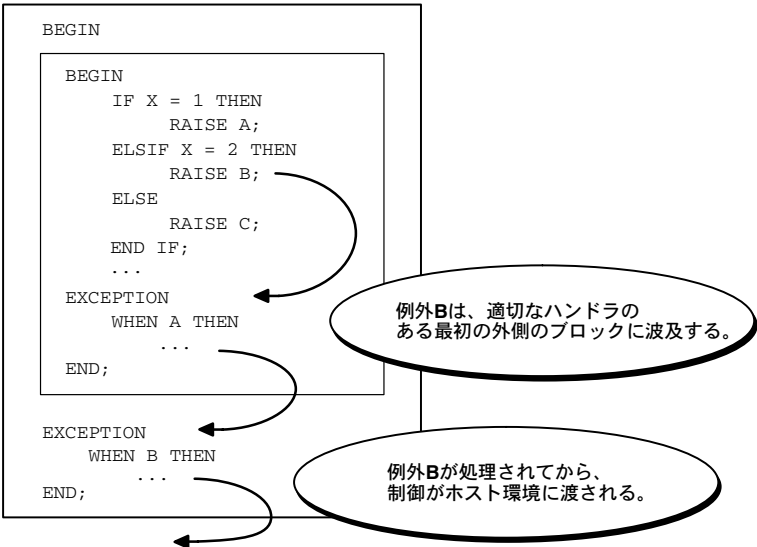 BEGIN
BEGIN
IF X = 1 THEN
RAISE A;
ELSIF X = 2 THEN
RAISE B;
ELSE
RAISE C;
END IF;
...
EXCEPTION
WHEN A THEN
...
END;
例外Bは、適切なハンドラの
ある最初の外側のブロックに波及する。
EXCEPTION
WHEN B THEN
...
END;
例外Bが処理されてから、
制御がホスト環境に渡される。